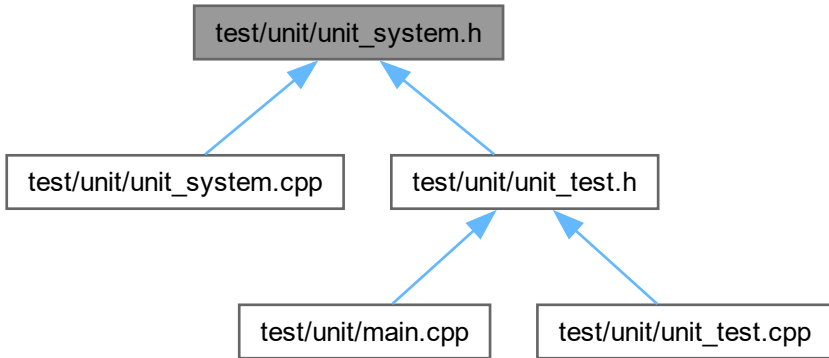 test/unit/unit_system.h
test/unit/unit_system.cpp
test/unit/unit_test.h
test/unit/main.cpp
test/unit/unit_test.cpp